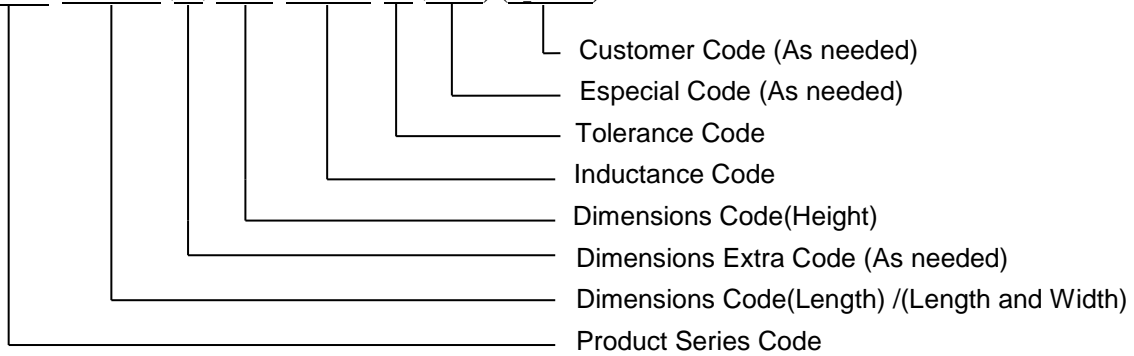 Customer Code (As needed)
Especial Code (As needed)
Tolerance Code
Inductance Code
Dimensions Code(Height)
Dimensions Extra Code (As needed)
Dimensions Code(Length) /(Length and Width)
Product Series Code